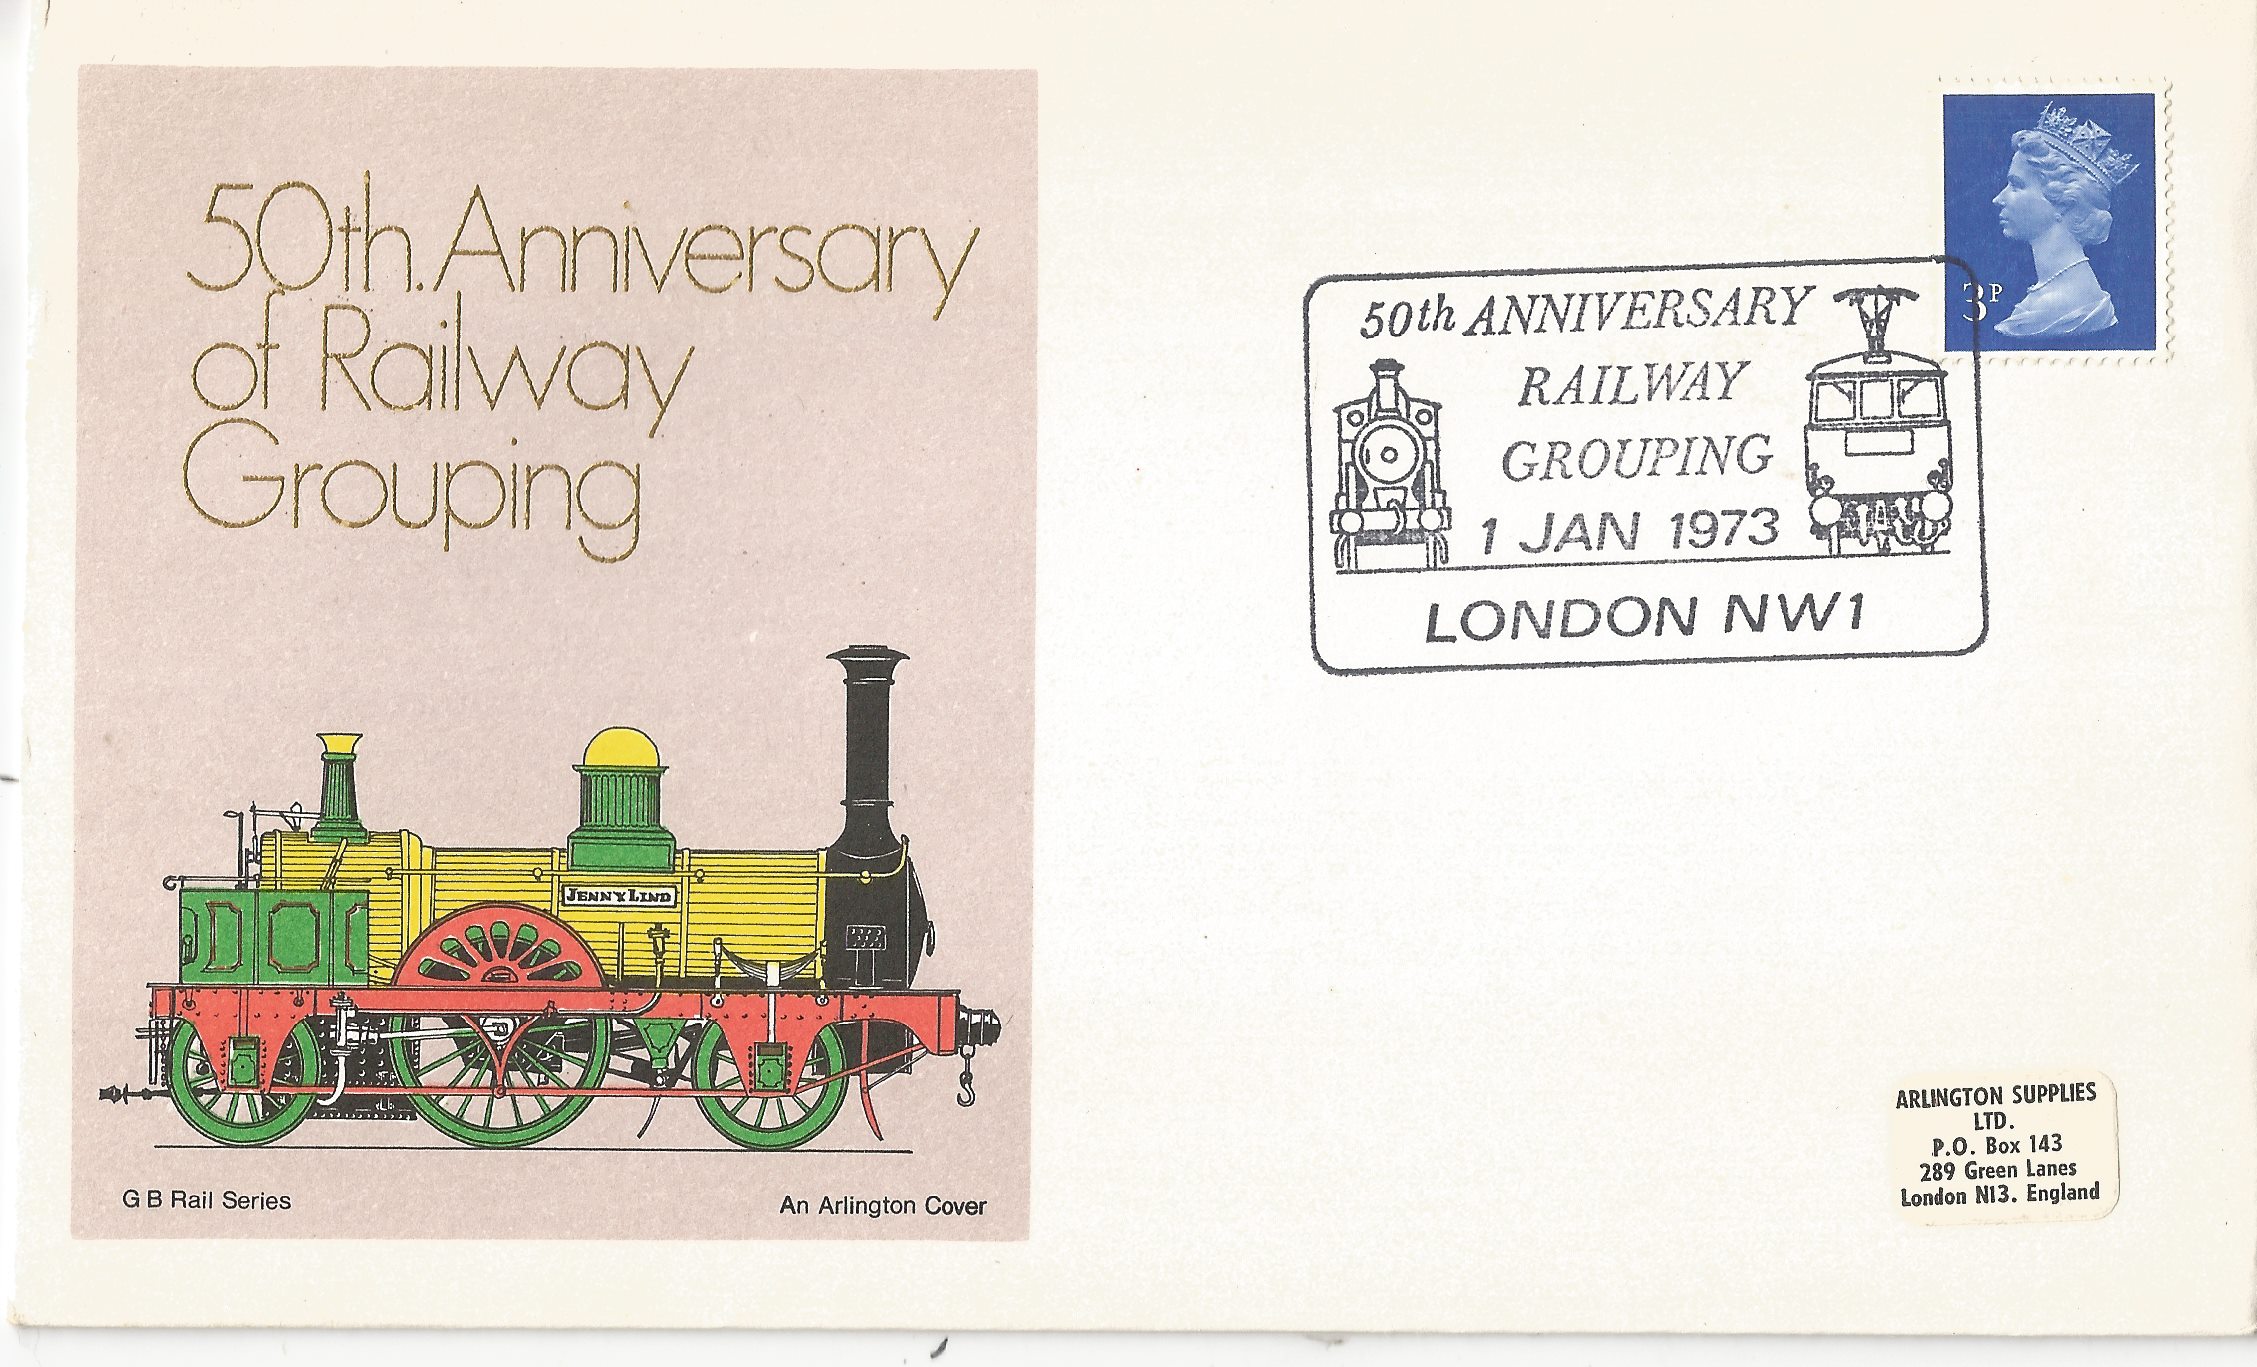 50th. Anniversary
of Railway
Grouping
JENNY LIND
G B Rail Series
An Arlington Cover
3P
50th ANNIVERSARY
RAILWAY
GROUPING
1 JAN 1973
LONDON NW1
ARLINGTON SUPPLIES
LTD.
P.O. Box 143
289 Green Lanes
London N13. England